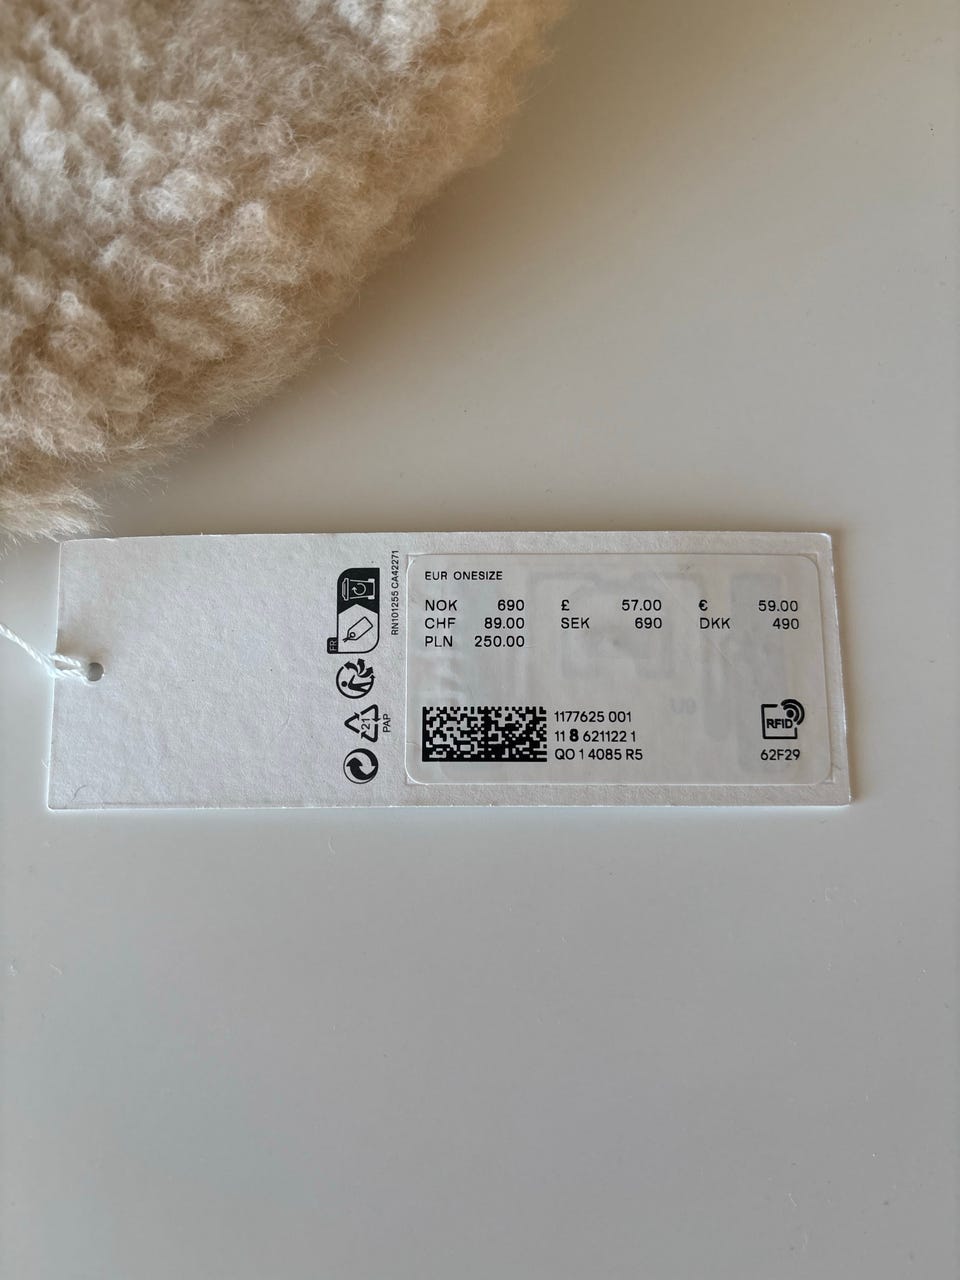 EUR ONESIZE
NOK 690 £ 57.00 € 59.00
CHF 89.00 SEK 690 DKK 490
PLN 250.00
1177625 001
11 8 621122 1
QO 1 4085 R5
RFID
62F29
RN101255 CA42271
FR
21
PAP